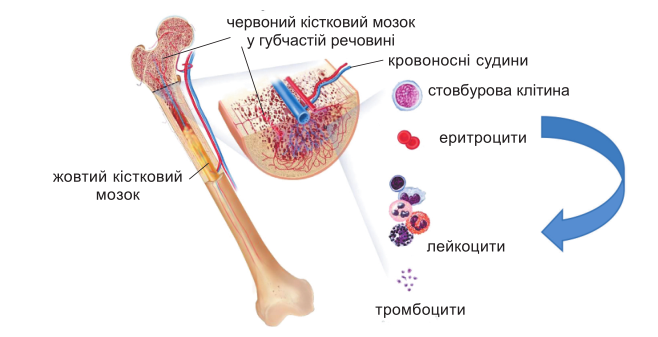 червоний кістковий мозок
у губчастій речовині
кровоносні судини
стовбурова клітина
еритроцити
жовтий кістковий
мозок
лейкоцити
тромбоцити